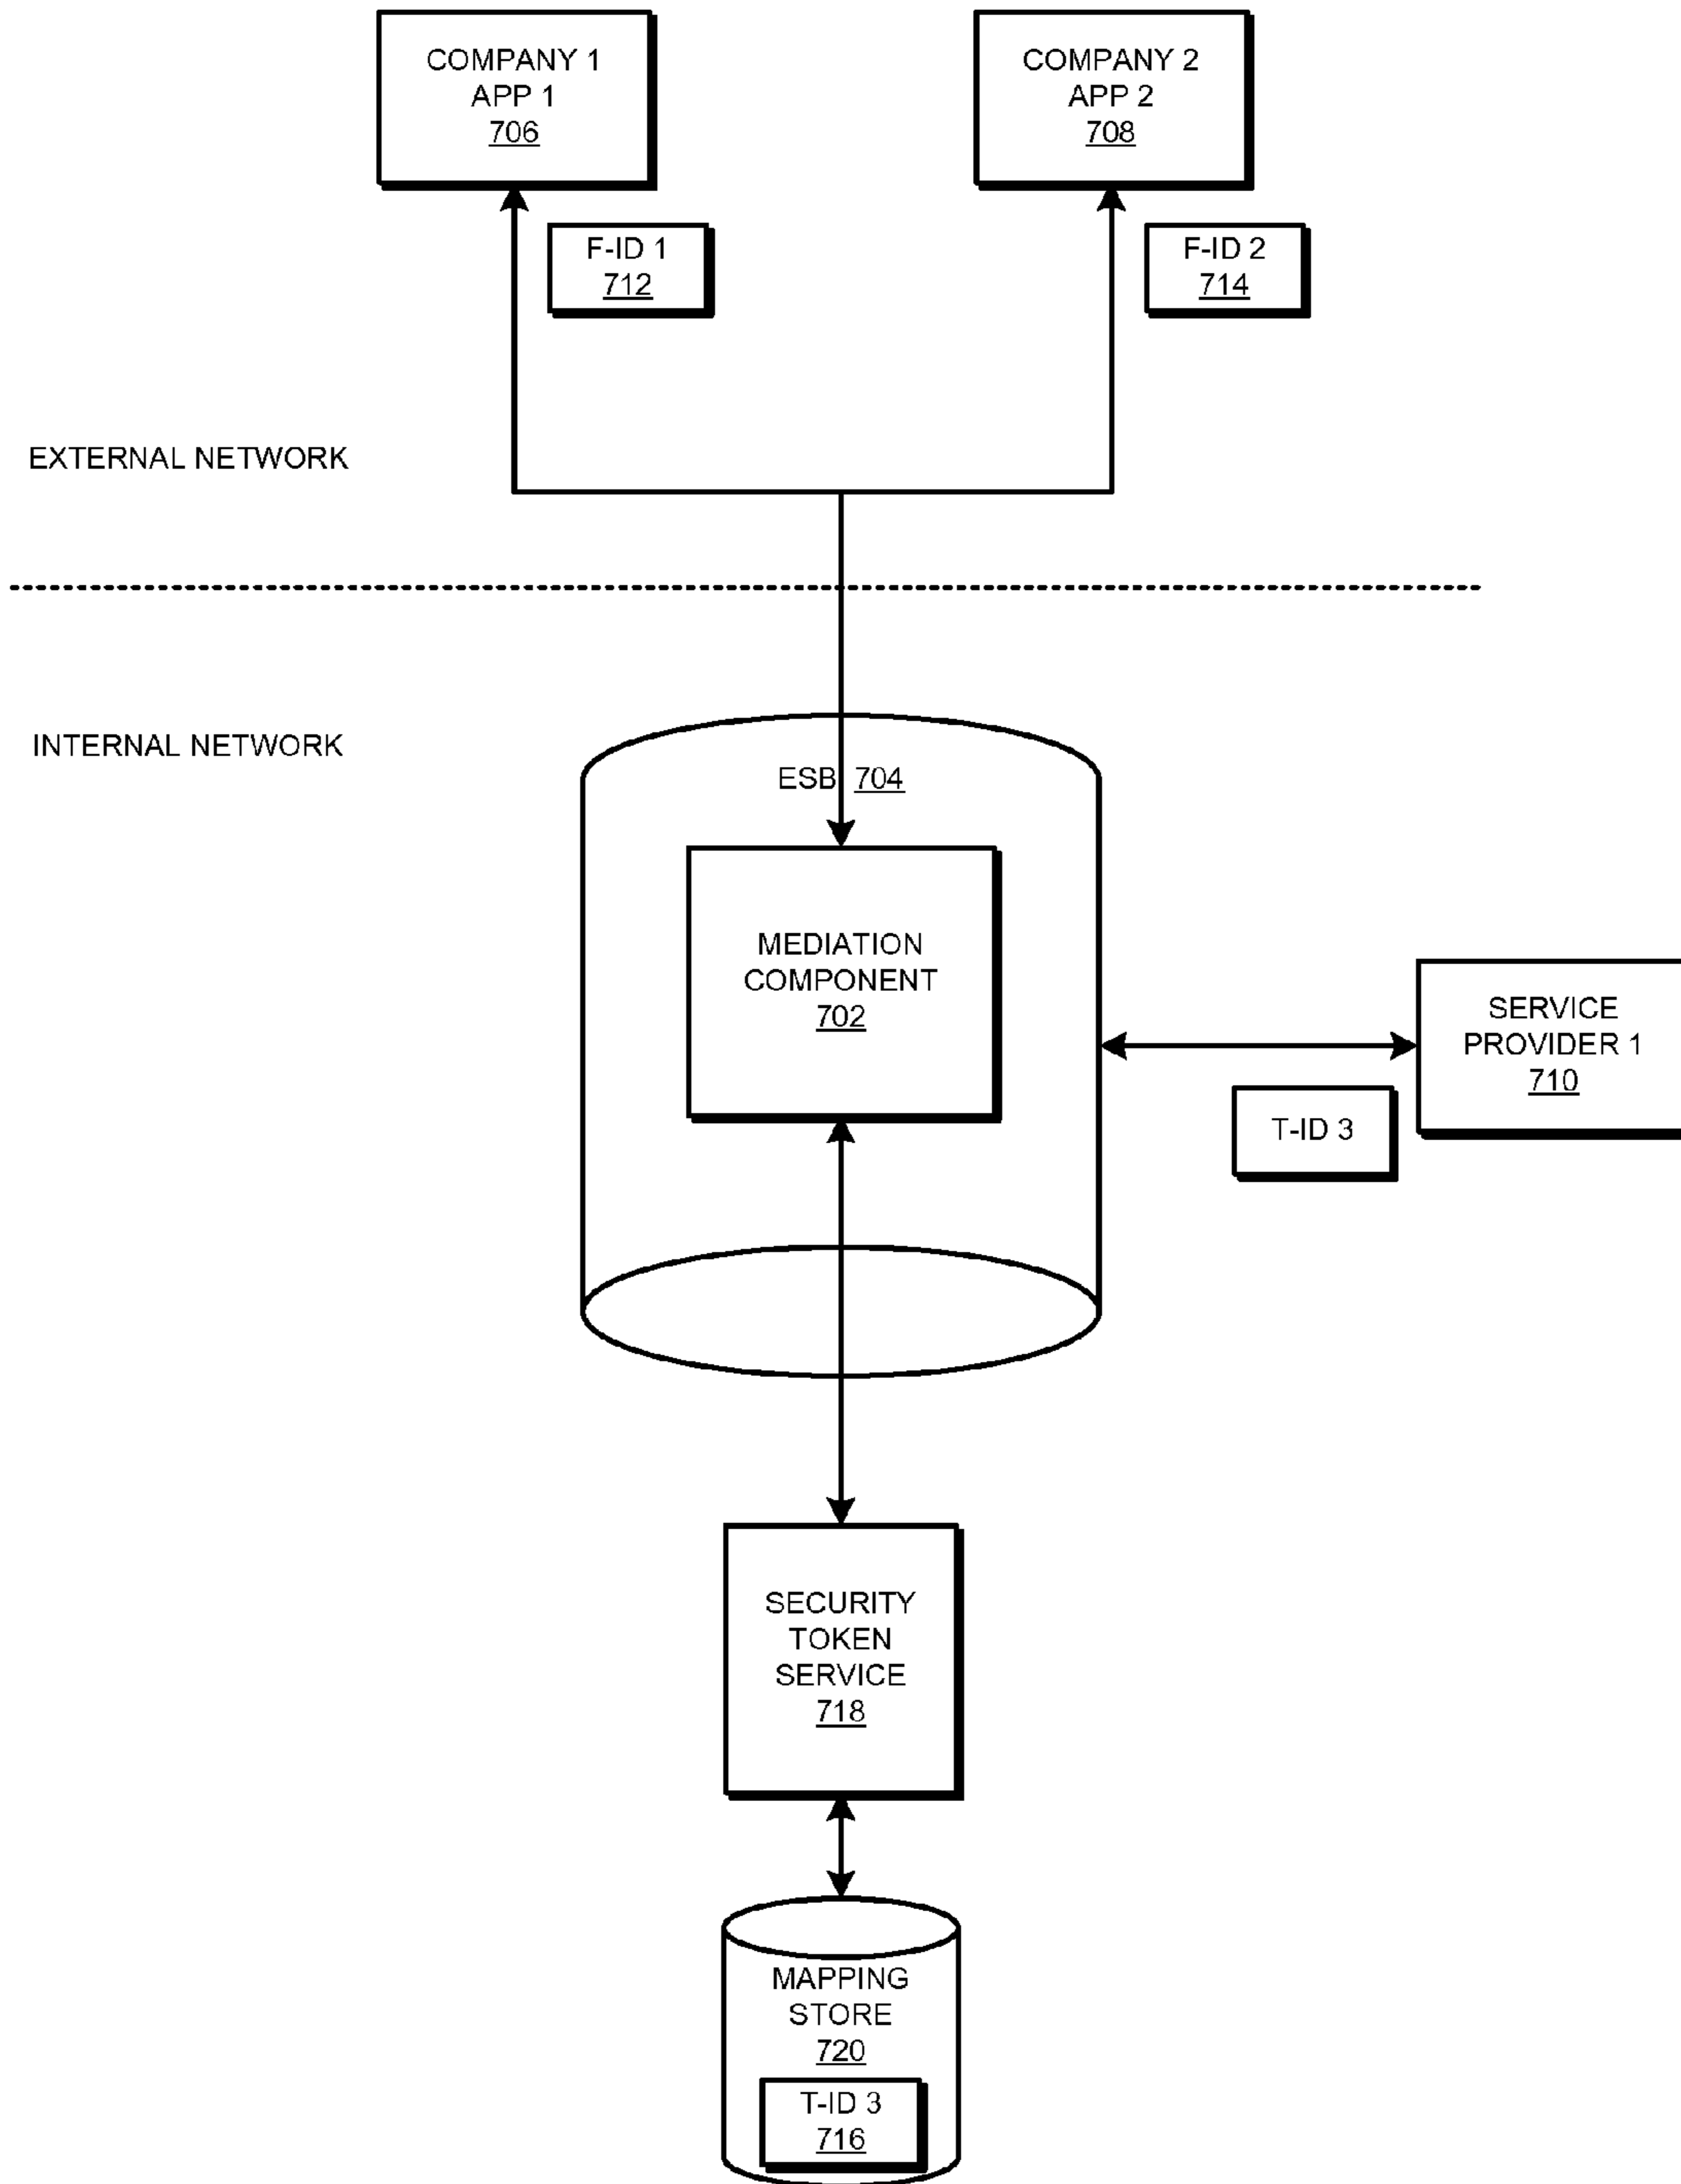 COMPANY 1
APP 1
706
COMPANY 2
APP 2
708
F-ID 1
712
F-ID 2
714
EXTERNAL NETWORK
INTERNAL NETWORK
ESB 704
MEDIATION
COMPONENT
702
SERVICE
PROVIDER 1
710
T-ID 3
SECURITY
TOKEN
SERVICE
718
MAPPING
STORE
720
T-ID 3
716